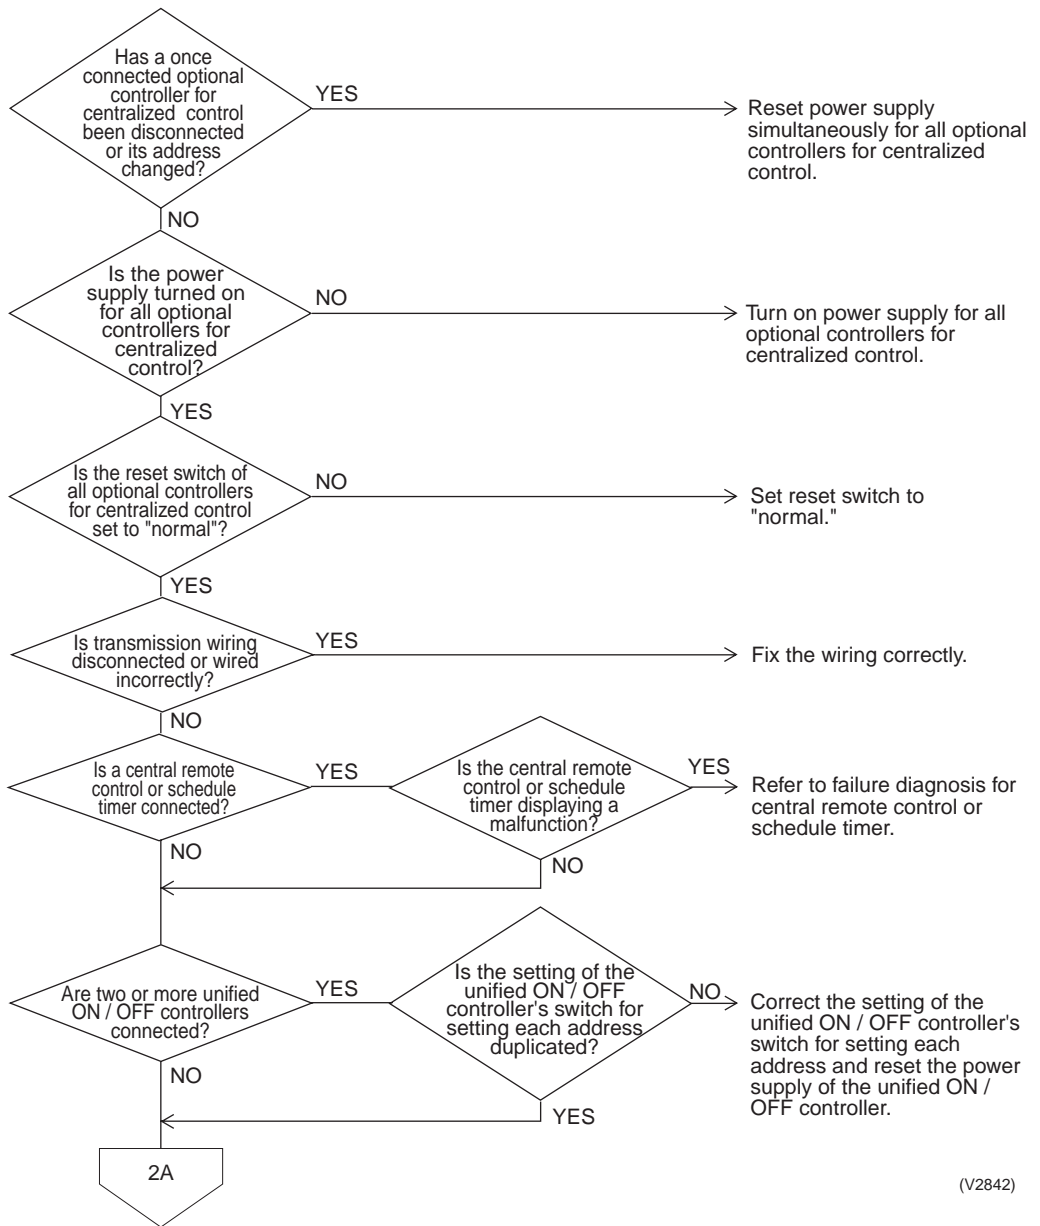 Has a once
connected optional
controller for
centralized control
been disconnected
or its address
changed?
YES
Reset power supply
simultaneously for all optional
controllers for centralized
control.
NO
Is the power
supply turned on
for all optional
controllers for
centralized
control?
NO
Turn on power supply for all
optional controllers for
centralized control.
YES
Is the reset switch of
all optional controllers
for centralized control
set to "normal"?
NO
Set reset switch to
"normal."
YES
Is transmission wiring
disconnected or wired
incorrectly?
YES
Fix the wiring correctly.
NO
Is a central remote
control or schedule
timer connected?
YES
Is the central remote
control or schedule
timer displaying a
malfunction?
YES
Refer to failure diagnosis for
central remote control or
schedule timer.
NO
NO
Are two or more unified
ON / OFF controllers
connected?
YES
Is the setting of the
unified ON / OFF
controller's switch for
setting each address
duplicated?
NO
Correct the setting of the
unified ON / OFF controller's
switch for setting each
address and reset the power
supply of the unified ON /
OFF controller.
NO
YES
2A
(V2842)